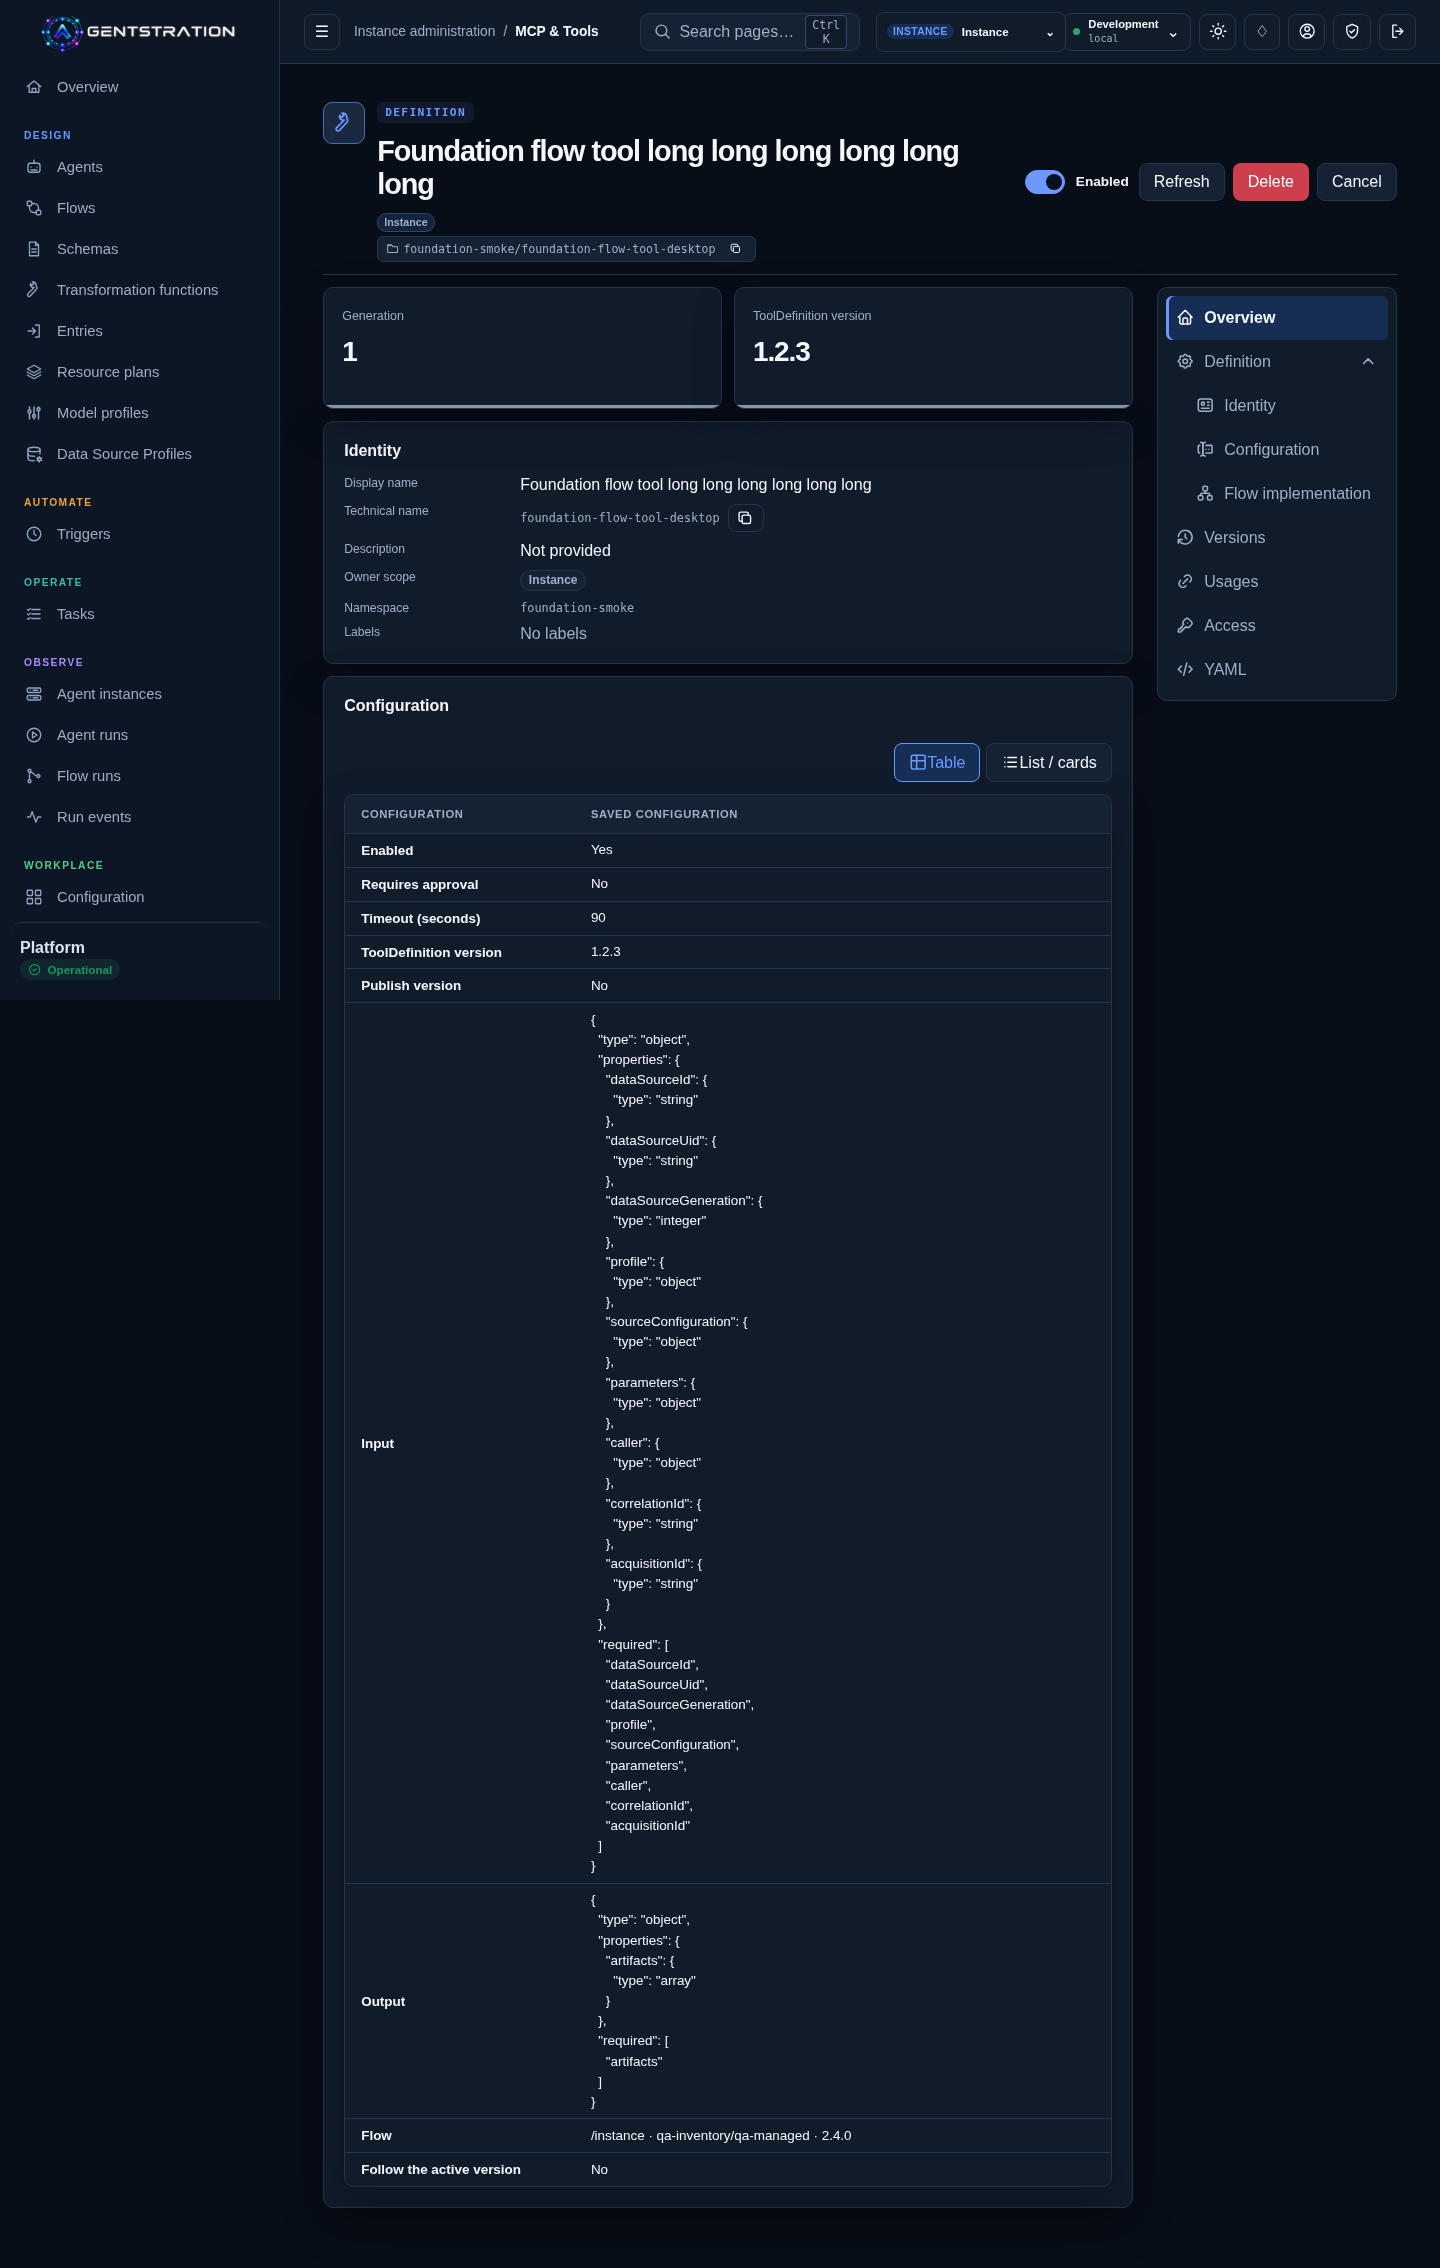 GENTSTRATION
Overview
DESIGN
Agents
Flows
Schemas
Transformation functions
Entries
Resource plans
Model profiles
Data Source Profiles
AUTOMATE
Triggers
OPERATE
Tasks
OBSERVE
Agent instances
Agent runs
Flow runs
Run events
WORKPLACE
Configuration
Platform
Operational
Instance administration / MCP & Tools
Search pages…
Ctrl
K
INSTANCE Instance
Development
local
DEFINITION
Foundation flow tool long long long long long
long
Instance
foundation-smoke/foundation-flow-tool-desktop
Enabled
Refresh
Delete
Cancel
Generation
1
ToolDefinition version
1.2.3
Identity
Display name Foundation flow tool long long long long long long
Technical name foundation-flow-tool-desktop
Description Not provided
Owner scope Instance
Namespace foundation-smoke
Labels No labels
Configuration
Table
List / cards
CONFIGURATION SAVED CONFIGURATION
Enabled Yes
Requires approval No
Timeout (seconds) 90
ToolDefinition version 1.2.3
Publish version No
Input
{
  "type": "object",
  "properties": {
    "dataSourceId": {
      "type": "string"
    },
    "dataSourceUid": {
      "type": "string"
    },
    "dataSourceGeneration": {
      "type": "integer"
    },
    "profile": {
      "type": "object"
    },
    "sourceConfiguration": {
      "type": "object"
    },
    "parameters": {
      "type": "object"
    },
    "caller": {
      "type": "object"
    },
    "correlationId": {
      "type": "string"
    },
    "acquisitionId": {
      "type": "string"
    }
  },
  "required": [
    "dataSourceId",
    "dataSourceUid",
    "dataSourceGeneration",
    "profile",
    "sourceConfiguration",
    "parameters",
    "caller",
    "correlationId",
    "acquisitionId"
  ]
}
Output
{
  "type": "object",
  "properties": {
    "artifacts": {
      "type": "array"
    }
  },
  "required": [
    "artifacts"
  ]
}
Flow /instance · qa-inventory/qa-managed · 2.4.0
Follow the active version No
Overview
Definition
Identity
Configuration
Flow implementation
Versions
Usages
Access
YAML